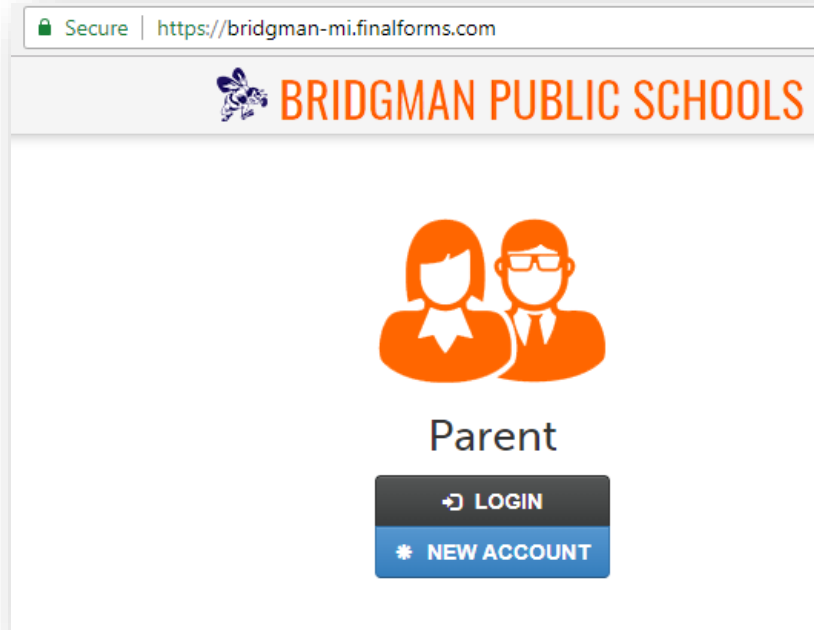 Secure | https://bridgman-mi.finalforms.com
BRIDGMAN PUBLIC SCHOOLS
Parent
LOGIN
NEW ACCOUNT